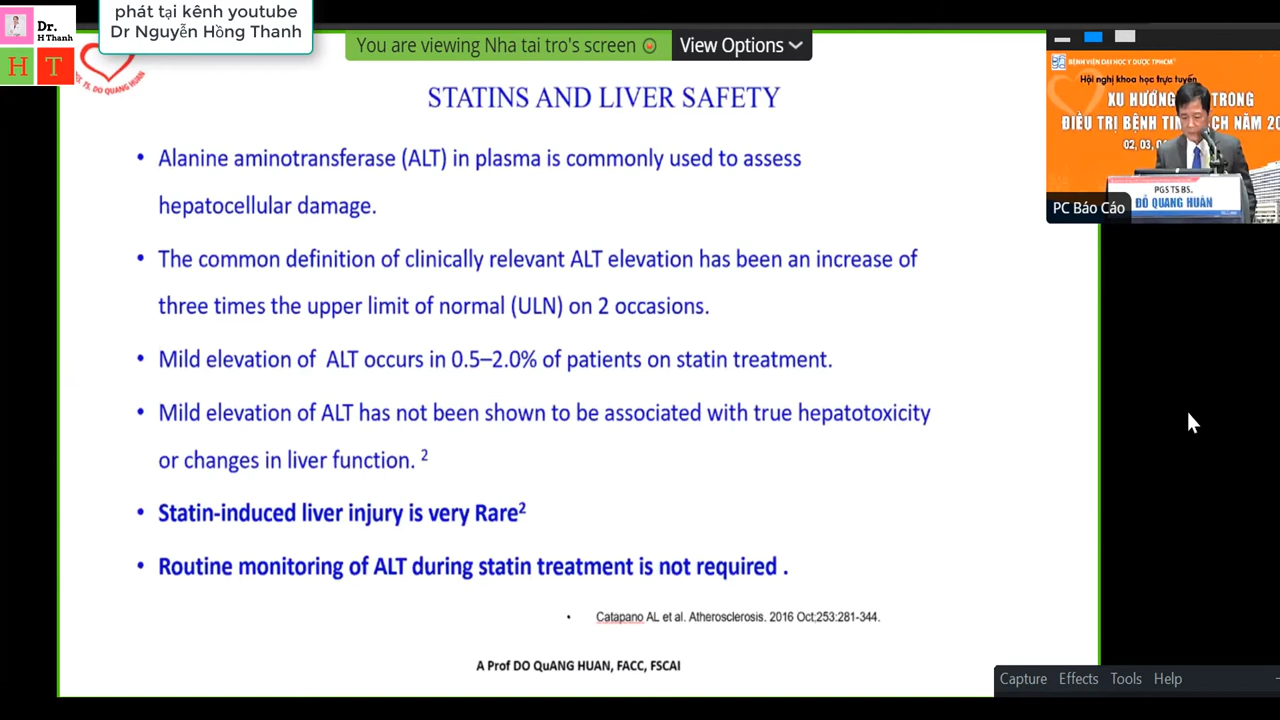 phát tại kênh youtube
Dr Nguyễn Hồng Thanh
Dr.
H Thanh
H T
TS. DO QUANG HUAN
You are viewing Nha tai tro's screen
View Options
BỆNH VIỆN ĐẠI HỌC Y DƯỢC TPHCM
Hội nghị khoa học trực tuyến
XU HƯỚNG TRONG
ĐIỀU TRỊ BỆNH TIM
02, 03,
PGS TS BS.
ĐỖ QUANG HUÂN
PC Báo Cáo
STATINS AND LIVER SAFETY
• Alanine aminotransferase (ALT) in plasma is commonly used to assess
hepatocellular damage.
• The common definition of clinically relevant ALT elevation has been an increase of
three times the upper limit of normal (ULN) on 2 occasions.
• Mild elevation of ALT occurs in 0.5–2.0% of patients on statin treatment.
• Mild elevation of ALT has not been shown to be associated with true hepatotoxicity
or changes in liver function. 2
• Statin-induced liver injury is very Rare2
• Routine monitoring of ALT during statin treatment is not required .
• Catapano AL et al. Atherosclerosis. 2016 Oct;253:281-344.
A Prof DO QuANG HUAN, FACC, FSCAI
Capture Effects Tools Help